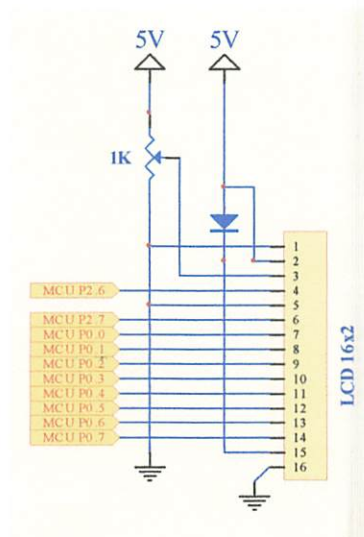 5V 5V
1K
1
2
3
MCU P2.6 4
5
MCU P2.7 6
MCU P0.0 7
MCU P0.1 8
MCU P0.2 9
MCU P0.3 10
MCU P0.4 11
MCU P0.5 12
MCU P0.6 13
MCU P0.7 14
15
16
LCD 16x2